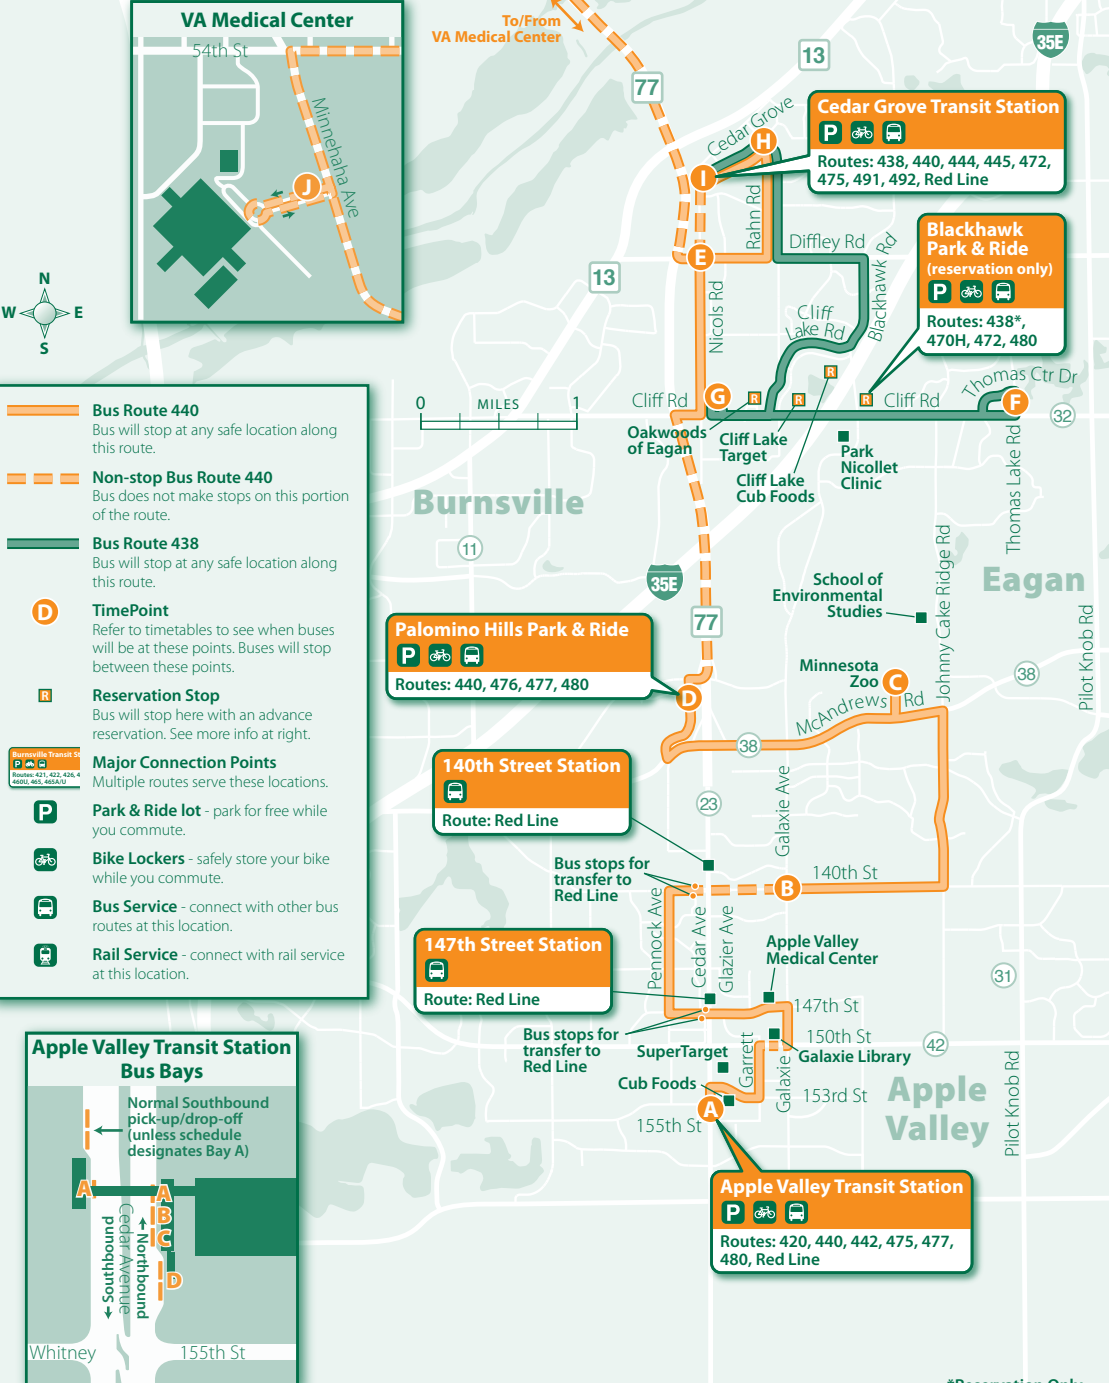 VA Medical Center
54th St
Minnehaha Ave
J
To/From
VA Medical Center
77
13
35E
Cedar Grove
H
I
Cedar Grove Transit Station
P
Routes: 438, 440, 444, 445, 472,
475, 491, 492, Red Line
Rahn Rd
Diffley Rd
Blackhawk Rd
E
13
Nicols Rd
Cliff
Lake Rd
Blackhawk
Park & Ride
(reservation only)
P
Routes: 438*,
470H, 472, 480
N
W
E
S
0
MILES
1
Cliff Rd
G
R
R
R
R
Cliff Rd
Thomas Ctr Dr
F
32
Oakwoods
of Eagan
Cliff Lake
Target
Cliff Lake
Cub Foods
Park
Nicollet
Clinic
Thomas Lake Rd
Burnsville
11
35E
77
Eagan
School of
Environmental
Studies
Johnny Cake Ridge Rd
Pilot Knob Rd
38
Palomino Hills Park & Ride
P
Routes: 440, 476, 477, 480
D
Minnesota
Zoo
C
McAndrews Rd
38
140th Street Station
Route: Red Line
23
Galaxie Ave
Bus stops for
transfer to
Red Line
B
140th St
Pennock Ave
Cedar Ave
Glazier Ave
147th Street Station
Route: Red Line
Apple Valley
Medical Center
31
147th St
Bus stops for
transfer to
Red Line
SuperTarget
Garrett
150th St
42
Galaxie Library
Cub Foods
Galaxie
153rd St
A
155th St
Apple
Valley
Pilot Knob Rd
Apple Valley Transit Station
P
Routes: 420, 440, 442, 475, 477,
480, Red Line
Bus Route 440
Bus will stop at any safe location along
this route.
Non-stop Bus Route 440
Bus does not make stops on this portion
of the route.
Bus Route 438
Bus will stop at any safe location along
this route.
D
TimePoint
Refer to timetables to see when buses
will be at these points. Buses will stop
between these points.
R
Reservation Stop
Bus will stop here with an advance
reservation. See more info at right.
Burnsville Transit St
P
Routes: 421, 422, 426, 4
460U, 465, 465A/U
Major Connection Points
Multiple routes serve these locations.
P
Park & Ride lot - park for free while
you commute.
Bike Lockers - safely store your bike
while you commute.
Bus Service - connect with other bus
routes at this location.
Rail Service - connect with rail service
at this location.
Apple Valley Transit Station
Bus Bays
Normal Southbound
pick-up/drop-off
(unless schedule
designates Bay A)
A
A
B
C
D
Southbound
Cedar Avenue
Northbound
Whitney
155th St
*Reservation Only